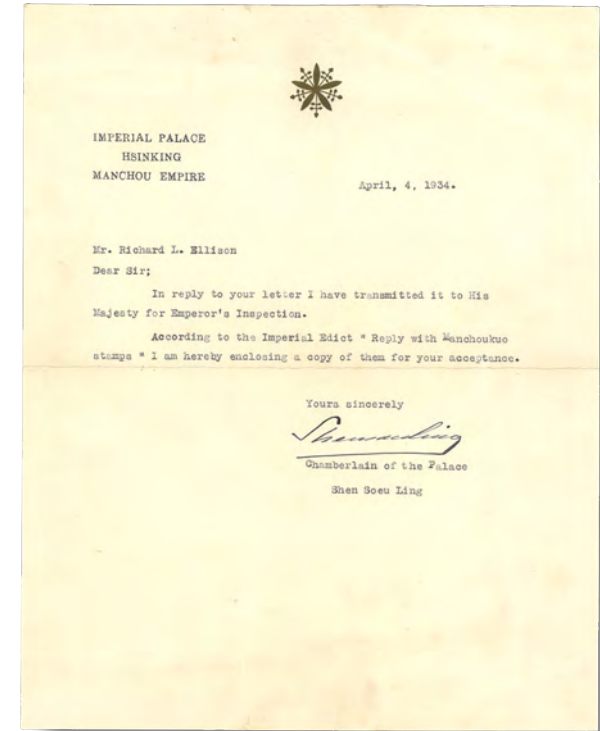 IMPERIAL PALACE
HSINKING
MANCHOU EMPIRE
April, 4, 1934.
Mr. Richard L. Ellison
Dear Sir;
In reply to your letter I have transmitted it to His
Majesty for Emperor's Inspection.
According to the Imperial Edict " Reply with Manchoukuo
stamps " I am hereby enclosing a copy of them for your acceptance.
Yours sincerely
Chamberlain of the Palace
Shen Soeu Ling